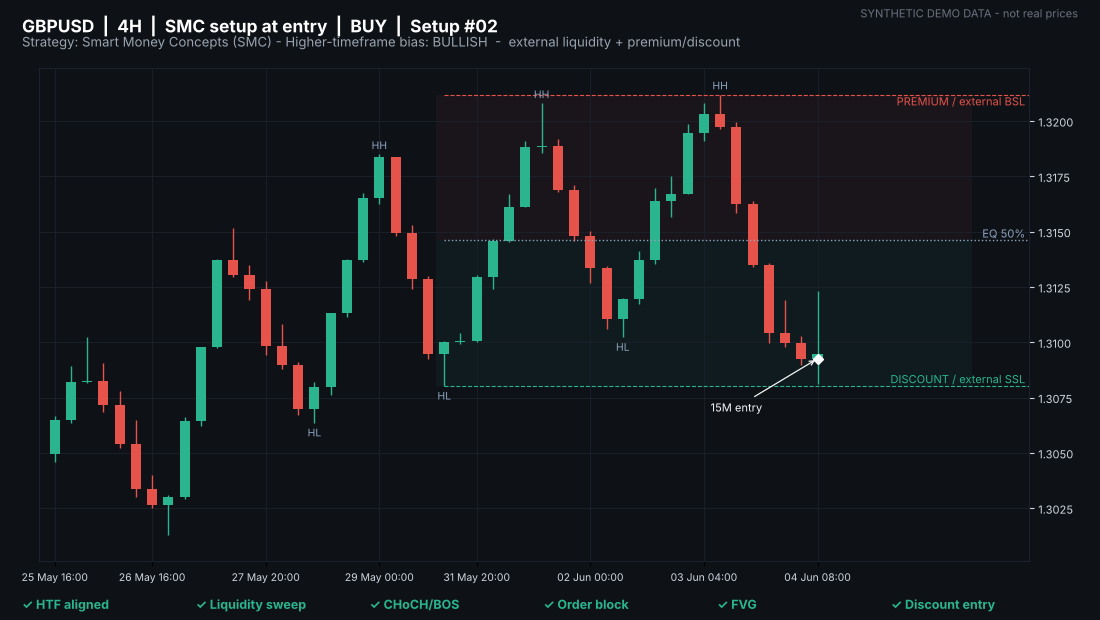 GBPUSD | 4H | SMC setup at entry | BUY | Setup #02
SYNTHETIC DEMO DATA - not real prices
Strategy: Smart Money Concepts (SMC) - Higher-timeframe bias: BULLISH - external liquidity + premium/discount
HH
HH
HH
PREMIUM / external BSL
1.3200
1.3175
EQ 50%
1.3150
1.3125
HL
1.3100
DISCOUNT / external SSL
HL
1.3075
15M entry
HL
1.3050
1.3025
25 May 16:00 26 May 16:00 27 May 20:00 29 May 00:00 31 May 20:00 02 Jun 00:00 03 Jun 04:00 04 Jun 08:00
✓ HTF aligned ✓ Liquidity sweep ✓ CHoCH/BOS ✓ Order block ✓ FVG ✓ Discount entry